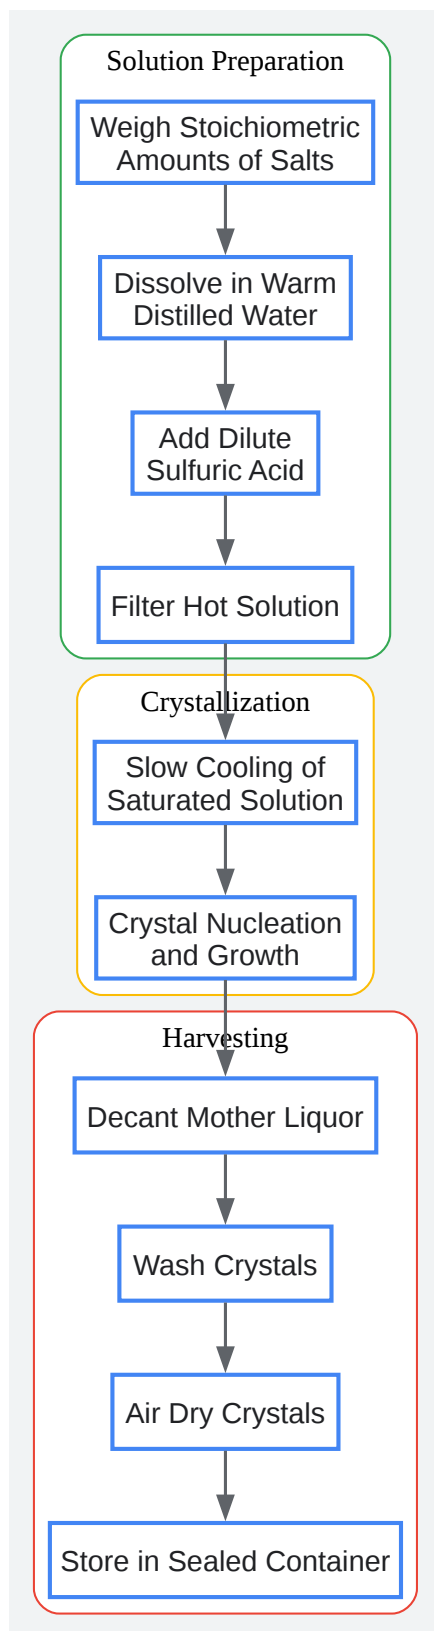 Solution Preparation
Weigh Stoichiometric
Amounts of Salts
Dissolve in Warm
Distilled Water
Add Dilute
Sulfuric Acid
Filter Hot Solution
Crystallization
Slow Cooling of
Saturated Solution
Crystal Nucleation
and Growth
Harvesting
Decant Mother Liquor
Wash Crystals
Air Dry Crystals
Store in Sealed Container